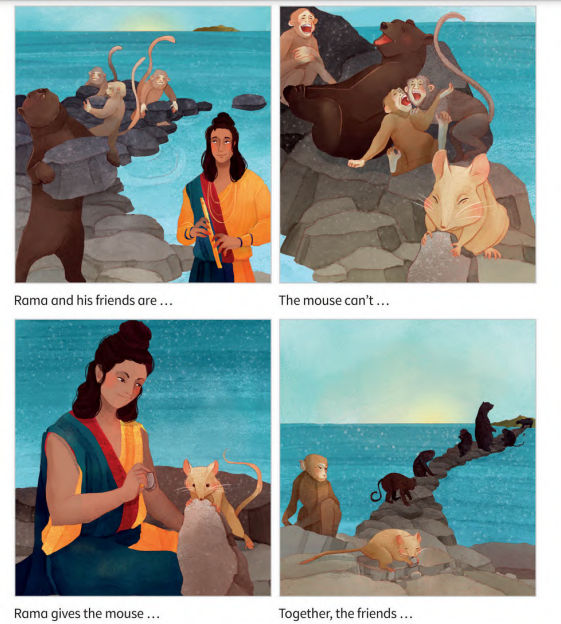 Rama and his friends are …
The mouse can’t …
Rama gives the mouse …
Together, the friends …